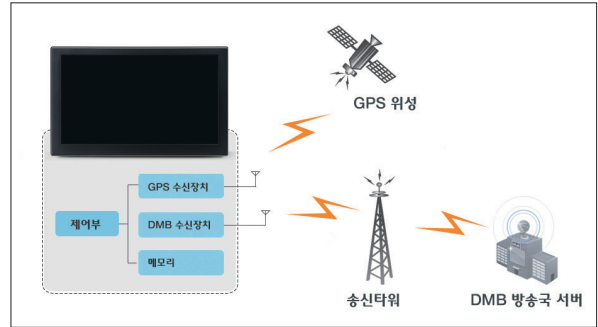 GPS 위성
GPS 수신장치
제어부
DMB 수신장치
메모리
송신타워
DMB 방송국 서버